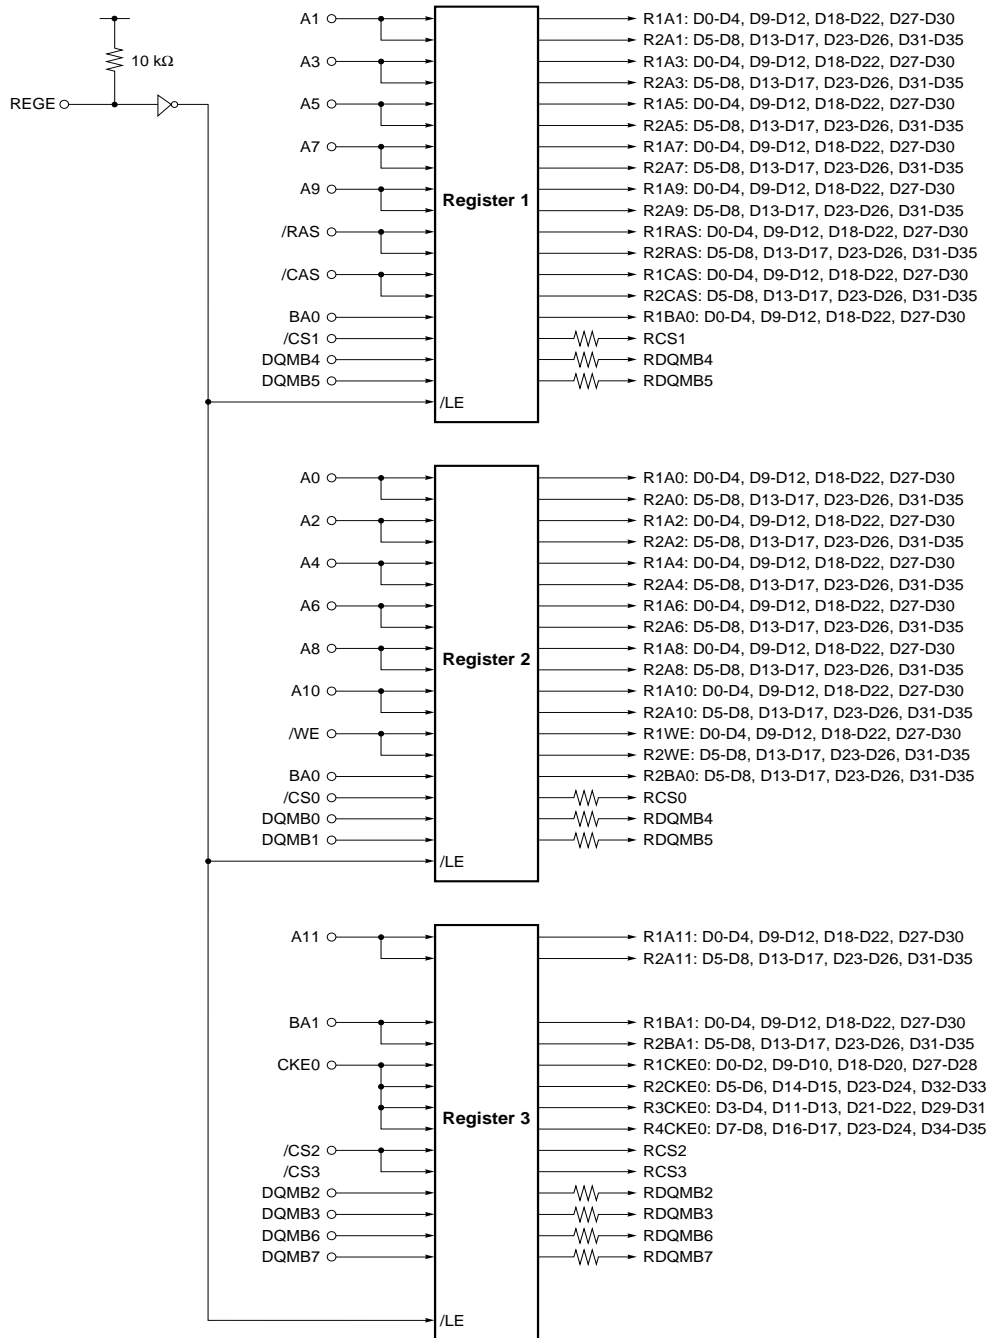 10 kΩ
REGE
A1
A3
A5
A7
A9
/RAS
/CAS
BA0
/CS1
DQMB4
DQMB5
Register 1
/LE
R1A1: D0-D4, D9-D12, D18-D22, D27-D30
R2A1: D5-D8, D13-D17, D23-D26, D31-D35
R1A3: D0-D4, D9-D12, D18-D22, D27-D30
R2A3: D5-D8, D13-D17, D23-D26, D31-D35
R1A5: D0-D4, D9-D12, D18-D22, D27-D30
R2A5: D5-D8, D13-D17, D23-D26, D31-D35
R1A7: D0-D4, D9-D12, D18-D22, D27-D30
R2A7: D5-D8, D13-D17, D23-D26, D31-D35
R1A9: D0-D4, D9-D12, D18-D22, D27-D30
R2A9: D5-D8, D13-D17, D23-D26, D31-D35
R1RAS: D0-D4, D9-D12, D18-D22, D27-D30
R2RAS: D5-D8, D13-D17, D23-D26, D31-D35
R1CAS: D0-D4, D9-D12, D18-D22, D27-D30
R2CAS: D5-D8, D13-D17, D23-D26, D31-D35
R1BA0: D0-D4, D9-D12, D18-D22, D27-D30
RCS1
RDQMB4
RDQMB5
A0
A2
A4
A6
A8
A10
/WE
BA0
/CS0
DQMB0
DQMB1
Register 2
/LE
R1A0: D0-D4, D9-D12, D18-D22, D27-D30
R2A0: D5-D8, D13-D17, D23-D26, D31-D35
R1A2: D0-D4, D9-D12, D18-D22, D27-D30
R2A2: D5-D8, D13-D17, D23-D26, D31-D35
R1A4: D0-D4, D9-D12, D18-D22, D27-D30
R2A4: D5-D8, D13-D17, D23-D26, D31-D35
R1A6: D0-D4, D9-D12, D18-D22, D27-D30
R2A6: D5-D8, D13-D17, D23-D26, D31-D35
R1A8: D0-D4, D9-D12, D18-D22, D27-D30
R2A8: D5-D8, D13-D17, D23-D26, D31-D35
R1A10: D0-D4, D9-D12, D18-D22, D27-D30
R2A10: D5-D8, D13-D17, D23-D26, D31-D35
R1WE: D0-D4, D9-D12, D18-D22, D27-D30
R2WE: D5-D8, D13-D17, D23-D26, D31-D35
R2BA0: D5-D8, D13-D17, D23-D26, D31-D35
RCS0
RDQMB4
RDQMB5
A11
BA1
CKE0
/CS2
/CS3
DQMB2
DQMB3
DQMB6
DQMB7
Register 3
/LE
R1A11: D0-D4, D9-D12, D18-D22, D27-D30
R2A11: D5-D8, D13-D17, D23-D26, D31-D35
R1BA1: D0-D4, D9-D12, D18-D22, D27-D30
R2BA1: D5-D8, D13-D17, D23-D26, D31-D35
R1CKE0: D0-D2, D9-D10, D18-D20, D27-D28
R2CKE0: D5-D6, D14-D15, D23-D24, D32-D33
R3CKE0: D3-D4, D11-D13, D21-D22, D29-D31
R4CKE0: D7-D8, D16-D17, D23-D24, D34-D35
RCS2
RCS3
RDQMB2
RDQMB3
RDQMB6
RDQMB7